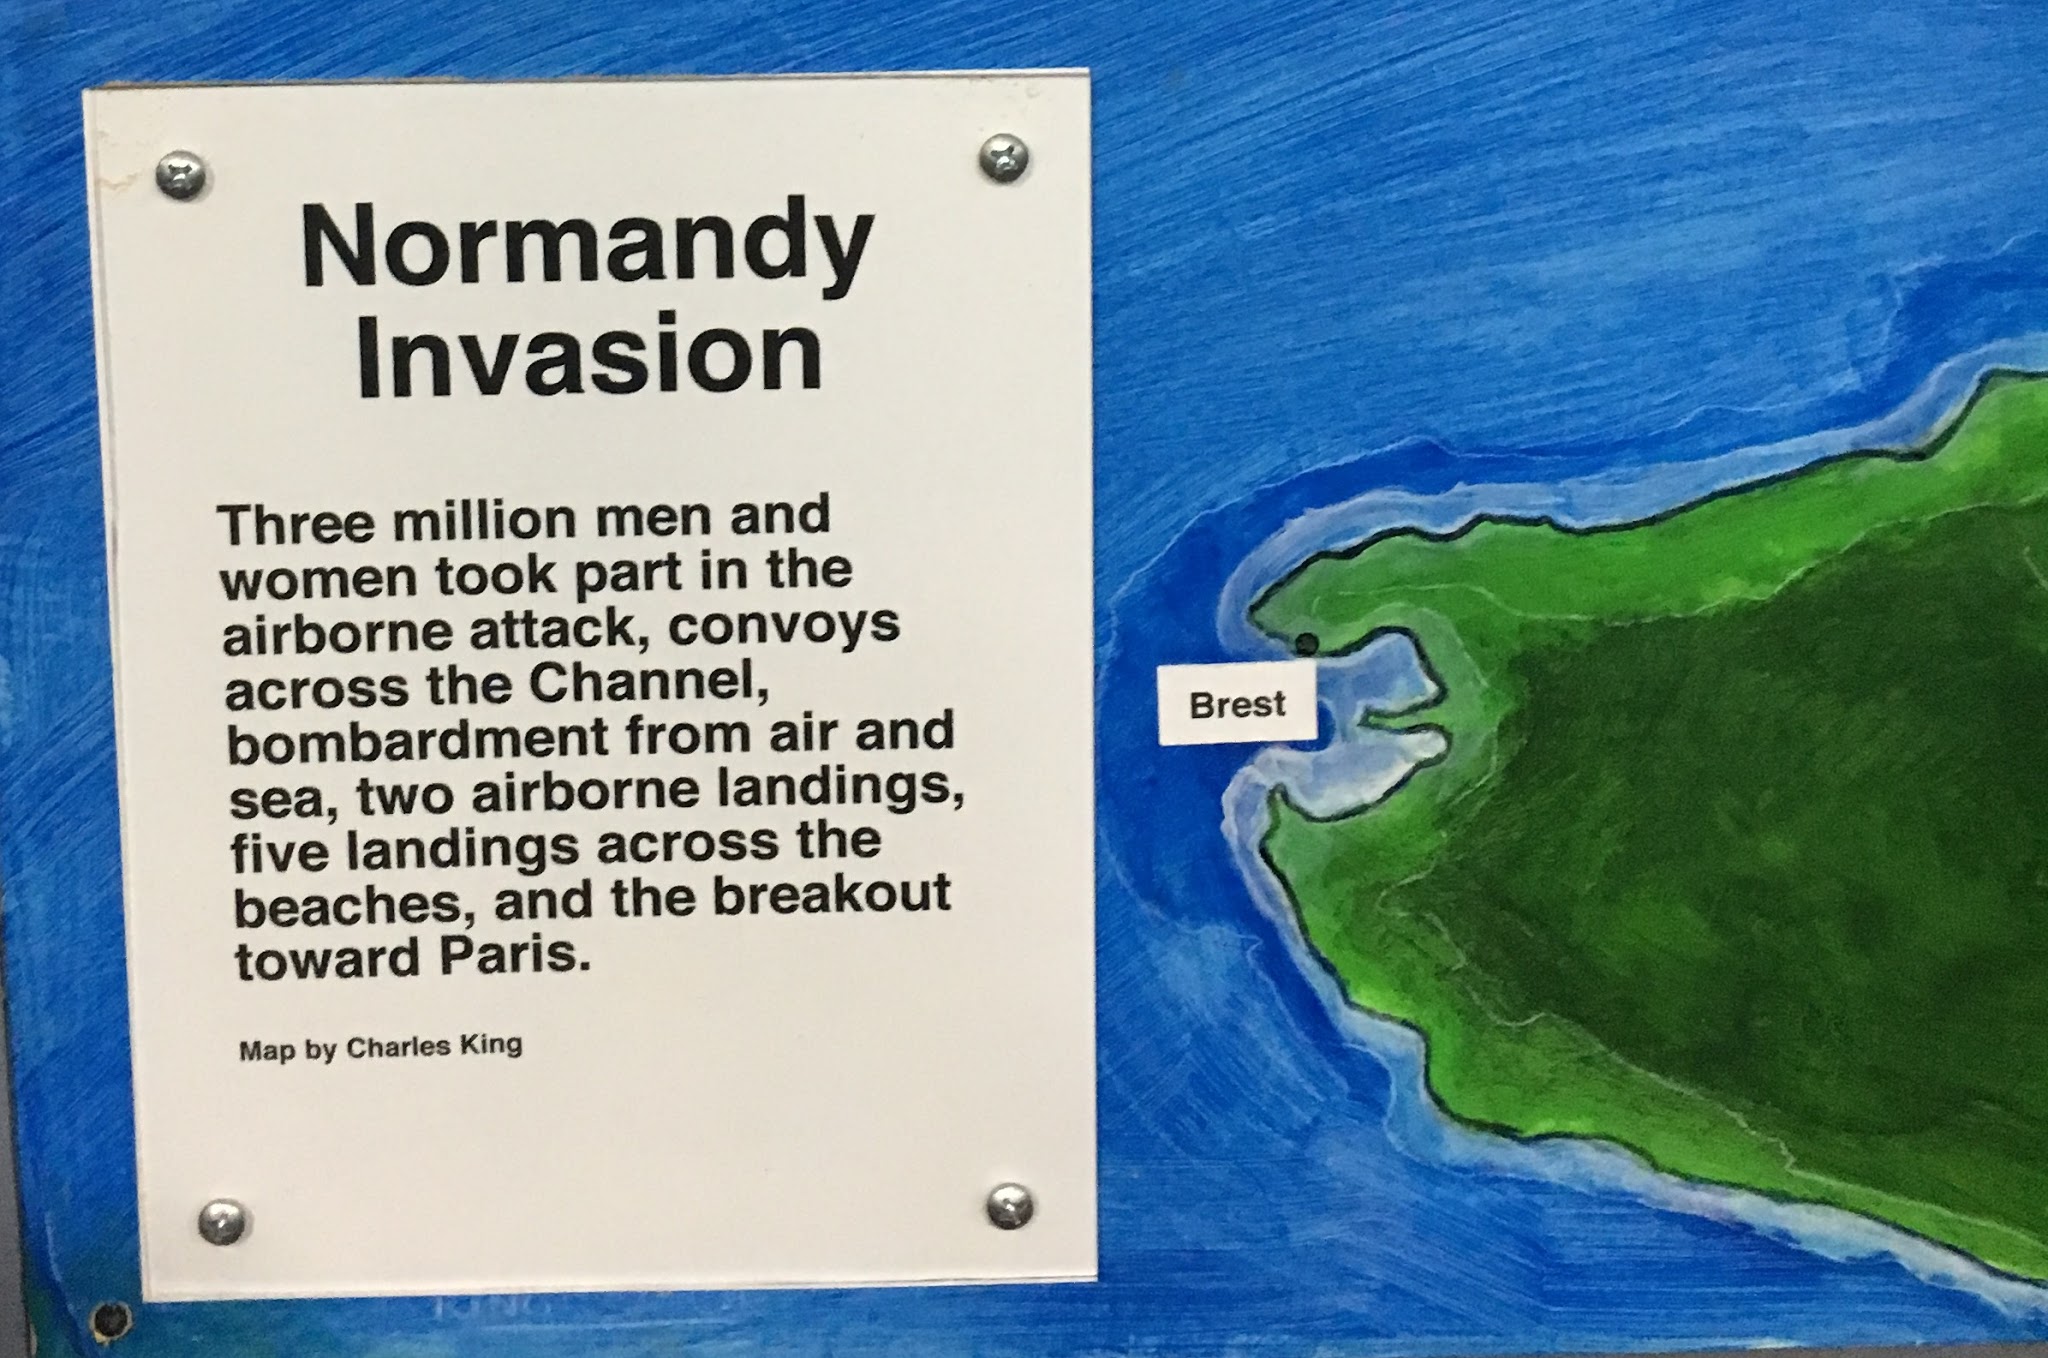 Normandy
Invasion
Three million men and
women took part in the
airborne attack, convoys
across the Channel,
bombardment from air and
sea, two airborne landings,
five landings across the
beaches, and the breakout
toward Paris.
Map by Charles King
Brest